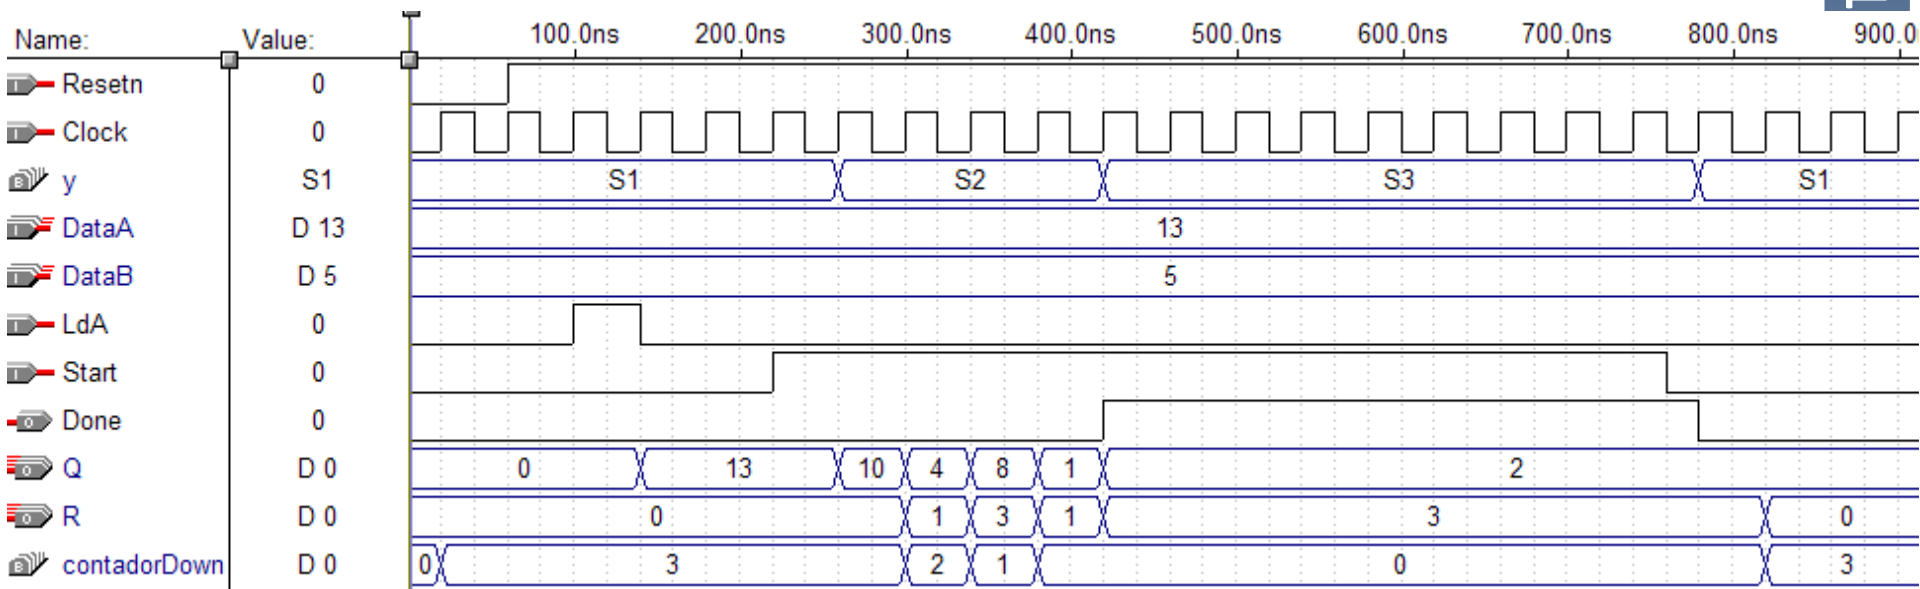 Name: Value: 100.0ns 200.0ns 300.0ns 400.0ns 500.0ns 600.0ns 700.0ns 800.0ns 900.0
Resetn 0
Clock 0
y S1 S1 S2 S3 S1
DataA D 13 13
DataB D 5 5
LdA 0
Start 0
Done 0
Q D 0 0 13 10 4 8 1 2
R D 0 0 1 3 1 3 0
contadorDown D 0 0 3 2 1 0 3